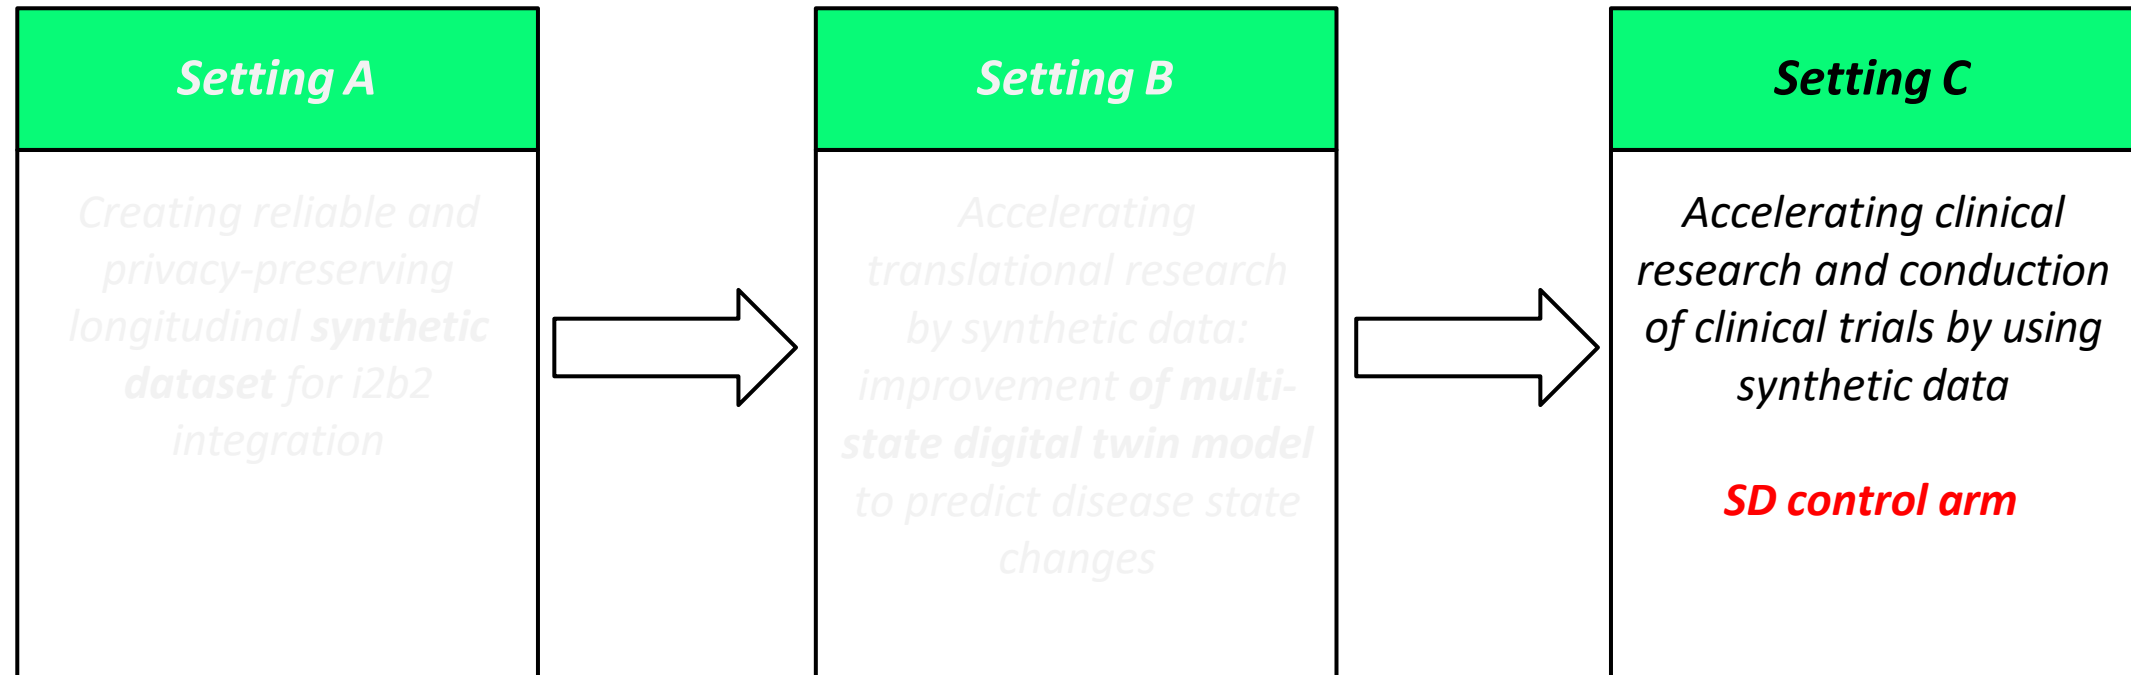 Setting A
Creating reliable and
privacy-preserving
longitudinal synthetic
dataset for i2b2
integration
Setting B
Accelerating
translational research
by synthetic data:
improvement of multi-
state digital twin model
to predict disease state
changes
Setting C
Accelerating clinical
research and conduction
of clinical trials by using
synthetic data
SD control arm